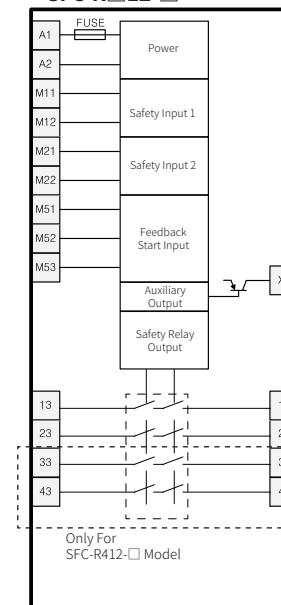 FUSE
A1
Power
A2
M11
Safety Input 1
M12
M21
Safety Input 2
M22
M51
Feedback
Start Input
M52
M53
Auxiliary
Output
Safety Relay
Output
13
23
33
43
Only For
SFC-R412-□ Model